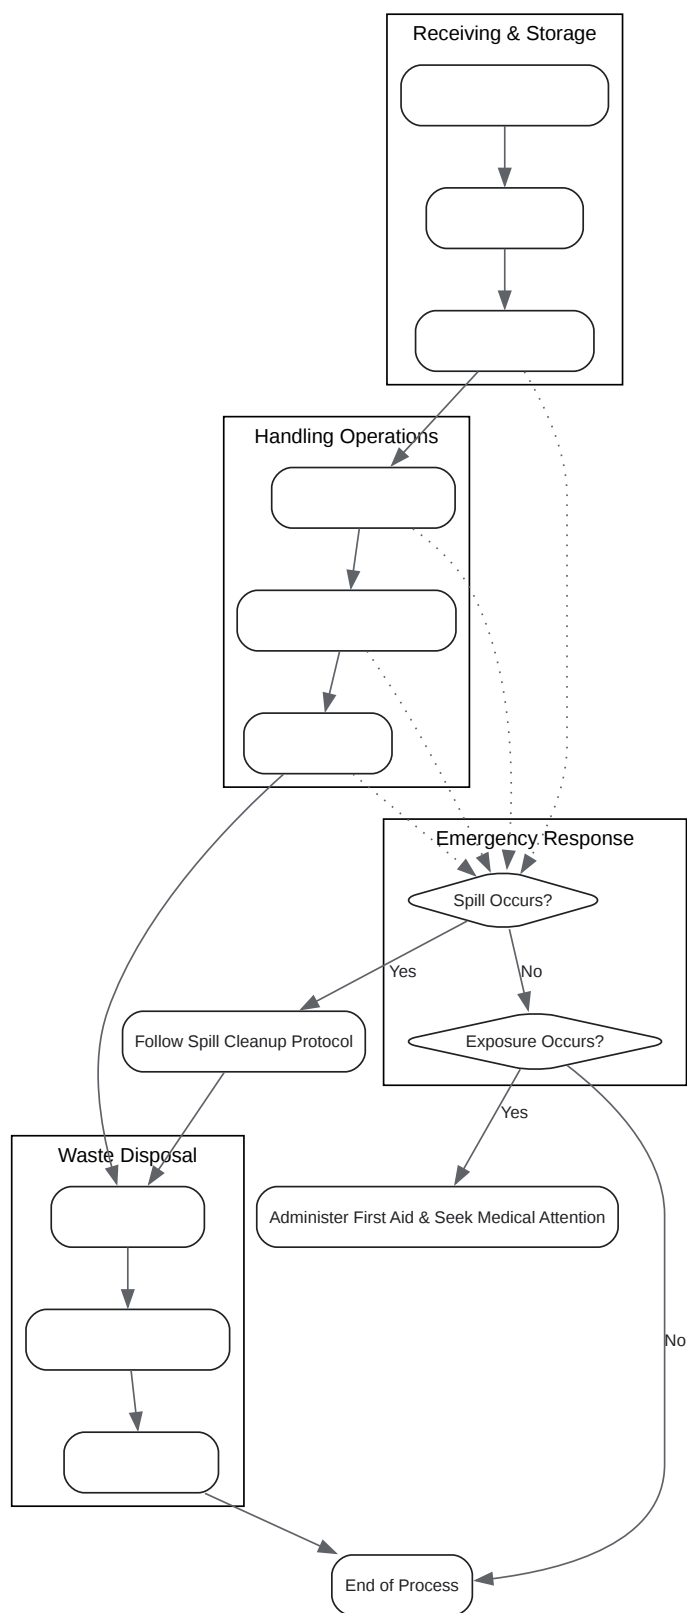 Receiving & Storage
Handling Operations
Emergency Response
Spill Occurs?
Yes
No
Follow Spill Cleanup Protocol
Exposure Occurs?
Yes
Waste Disposal
Administer First Aid & Seek Medical Attention
No
End of Process